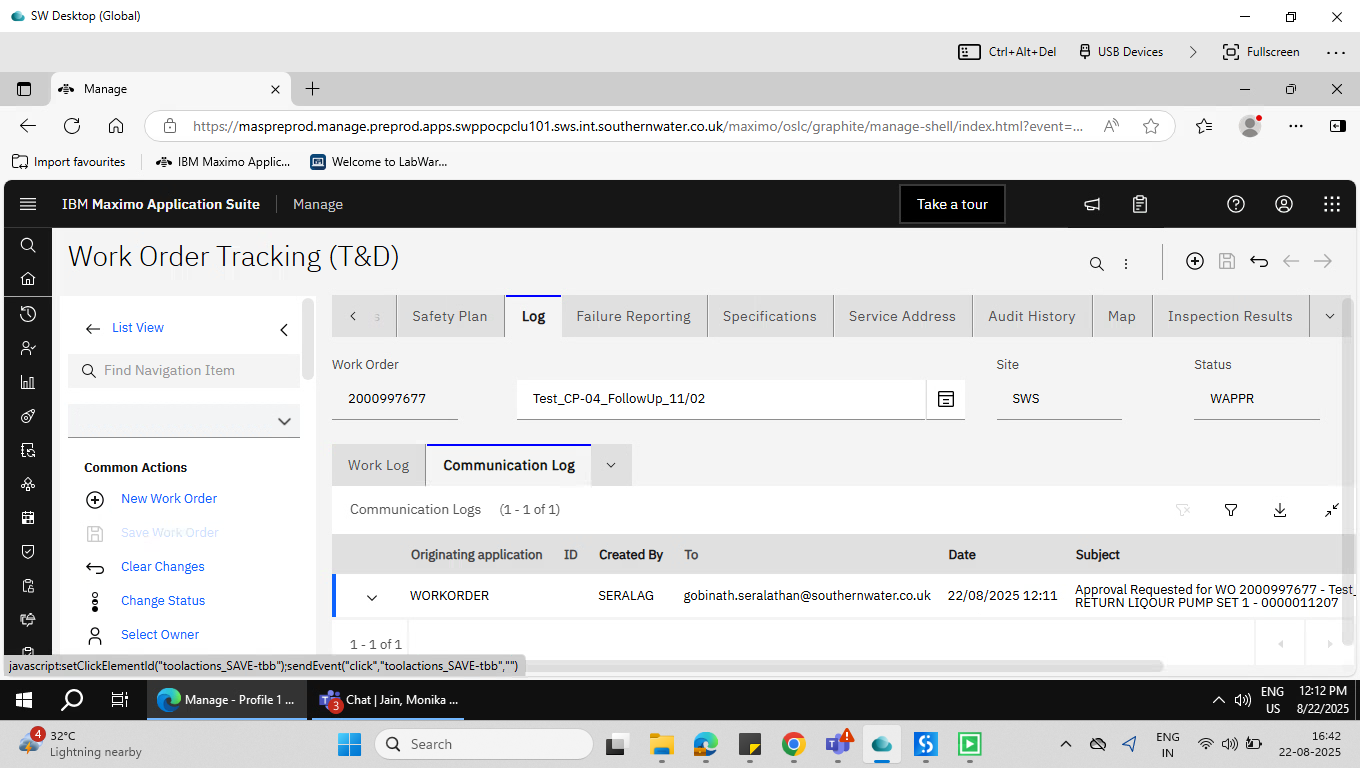 SW Desktop (Global)
Ctrl+Alt+Del
USB Devices
Fullscreen
Manage
https://maspreprod.manage.preprod.apps.swppocpclu101.sws.int.southernwater.co.uk/maximo/oslc/graphite/manage-shell/index.html?event=...
Import favourites
IBM Maximo Applic...
Welcome to LabWar...
IBM Maximo Application Suite
Manage
Take a tour
Work Order Tracking (T&D)
List View
Find Navigation Item
Common Actions
New Work Order
Save Work Order
Clear Changes
Change Status
Select Owner
s
Safety Plan
Log
Failure Reporting
Specifications
Service Address
Audit History
Map
Inspection Results
Work Order
Site
Status
2000997677
Test_CP-04_FollowUp_11/02
SWS
WAPPR
Work Log
Communication Log
Communication Logs (1 - 1 of 1)
Originating application ID Created By To Date Subject
WORKORDER SERALAG gobinath.seralathan@southernwater.co.uk 22/08/2025 12:11 Approval Requested for WO 2000997677 - Test_
RETURN LIQOUR PUMP SET 1 - 0000011207
1 - 1 of 1
javascript:setClickElementId("toolactions_SAVE-tbb");sendEvent("click","toolactions_SAVE-tbb","")
Manage - Profile 1 ...
3
Chat | Jain, Monika ...
ENG
US
12:12 PM
8/22/2025
4
32°C
Lightning nearby
Search
ENG
IN
16:42
22-08-2025